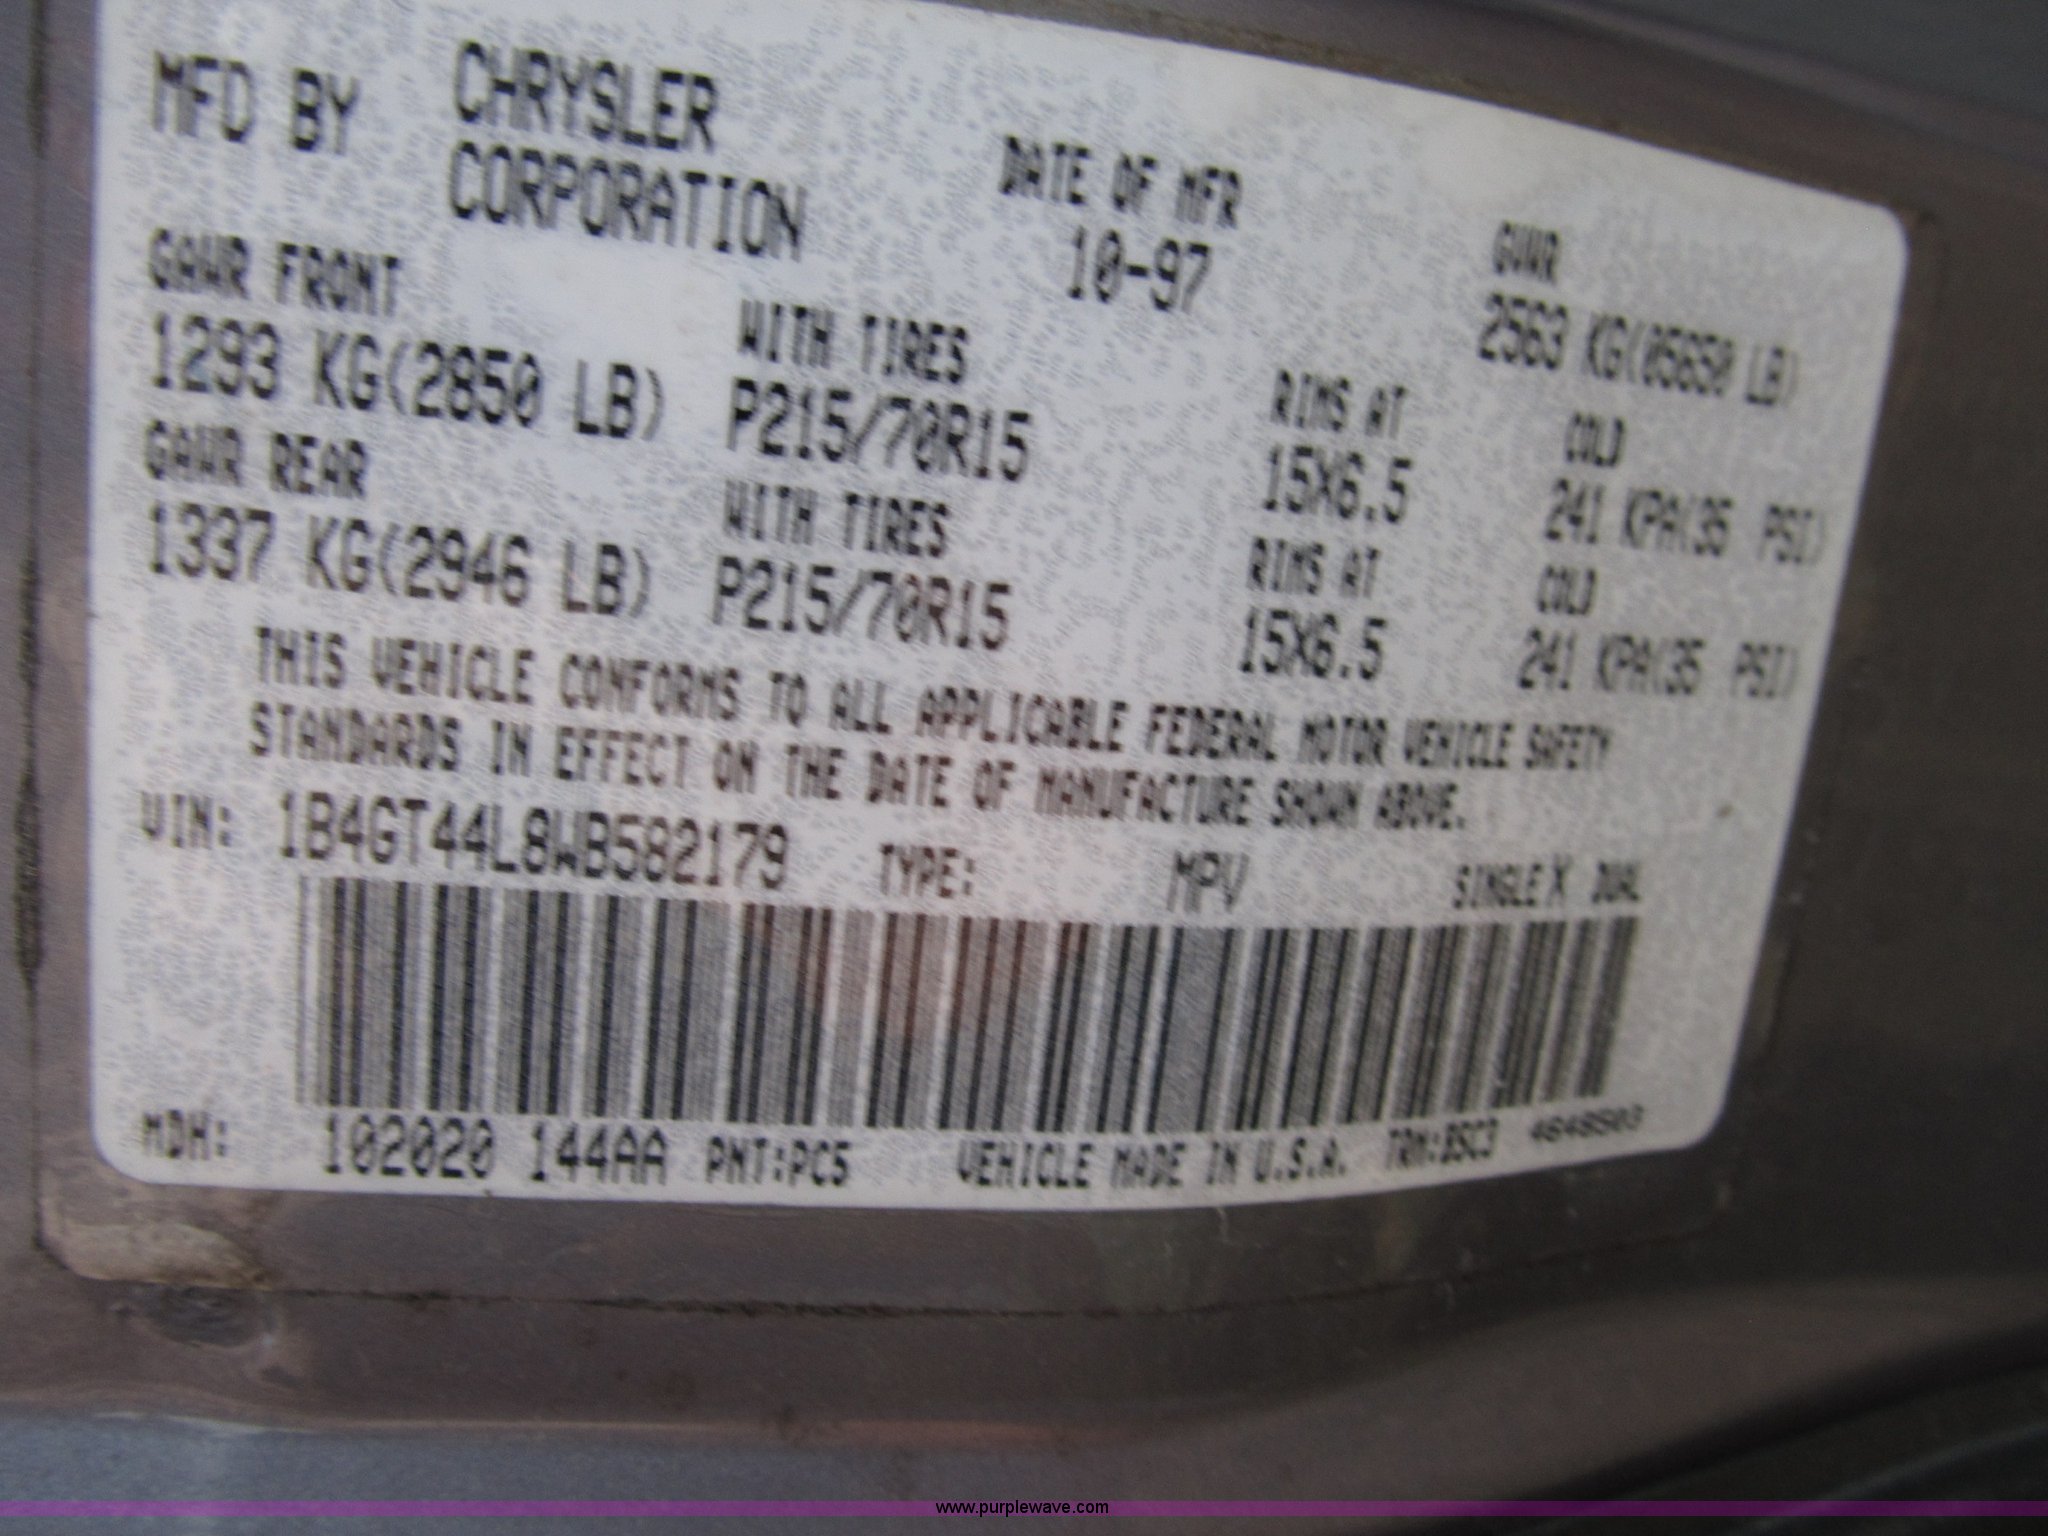 MFD BY CHRYSLER CORPORATION
DATE OF MFR 10-97
GVWR 2563 KG(05650 LB)
GAWR FRONT WITH TIRES RIMS AT COLD
1293 KG(2850 LB) P215/70R15 15X6.5 241 KPA(35 PSI)
GAWR REAR WITH TIRES RIMS AT COLD
1337 KG(2946 LB) P215/70R15 15X6.5 241 KPA(35 PSI)
THIS VEHICLE CONFORMS TO ALL APPLICABLE FEDERAL MOTOR VEHICLE SAFETY
STANDARDS IN EFFECT ON THE DATE OF MANUFACTURE SHOWN ABOVE.
VIN: 1B4GT44L8WB582179 TYPE: MPV SINGLE X DUAL
MDH: 102020 144AA PNT:PC5 VEHICLE MADE IN U.S.A. TRM:BSC3 4648503
www.purplewave.com